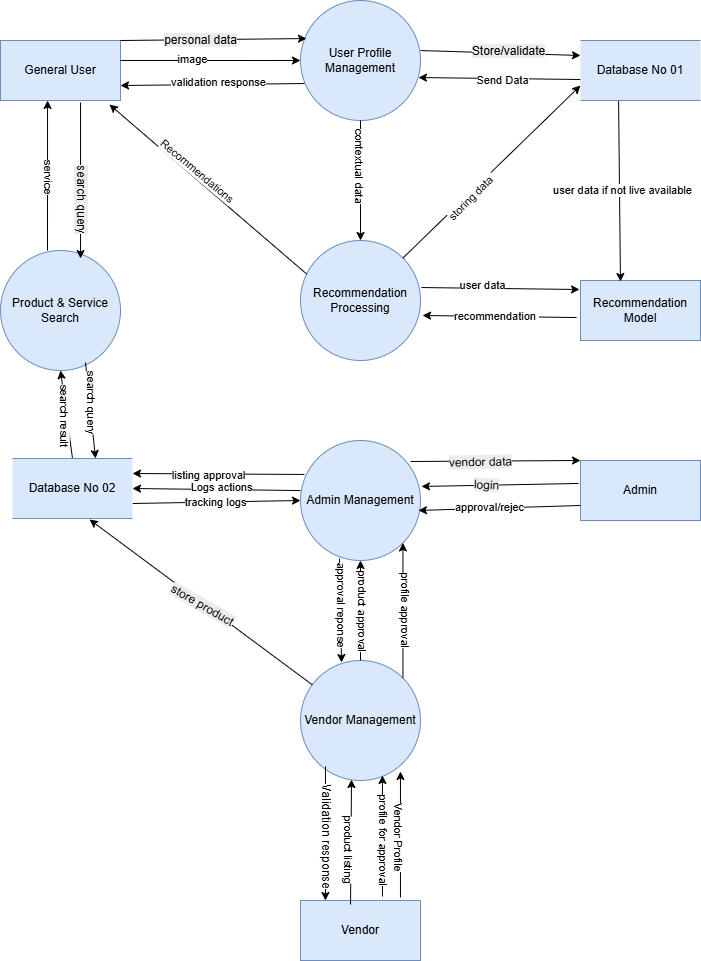 personal data
image
validation response
General User
User Profile
Management
Store/validate
Send Data
Database No 01
service
search query
Recommendations
contextual data
storing data
user data if not live available
Product & Service
Search
Recommendation
Processing
user data
recommendation
Recommendation
Model
search result
search query
Database No 02
listing approval
Logs actions
tracking logs
Admin Management
vendor data
login
approval/rejec
Admin
store product
approval reponse
product approval
profile approval
Vendor Management
Validation response
product listing
profile for approval
Vendor Profile
Vendor